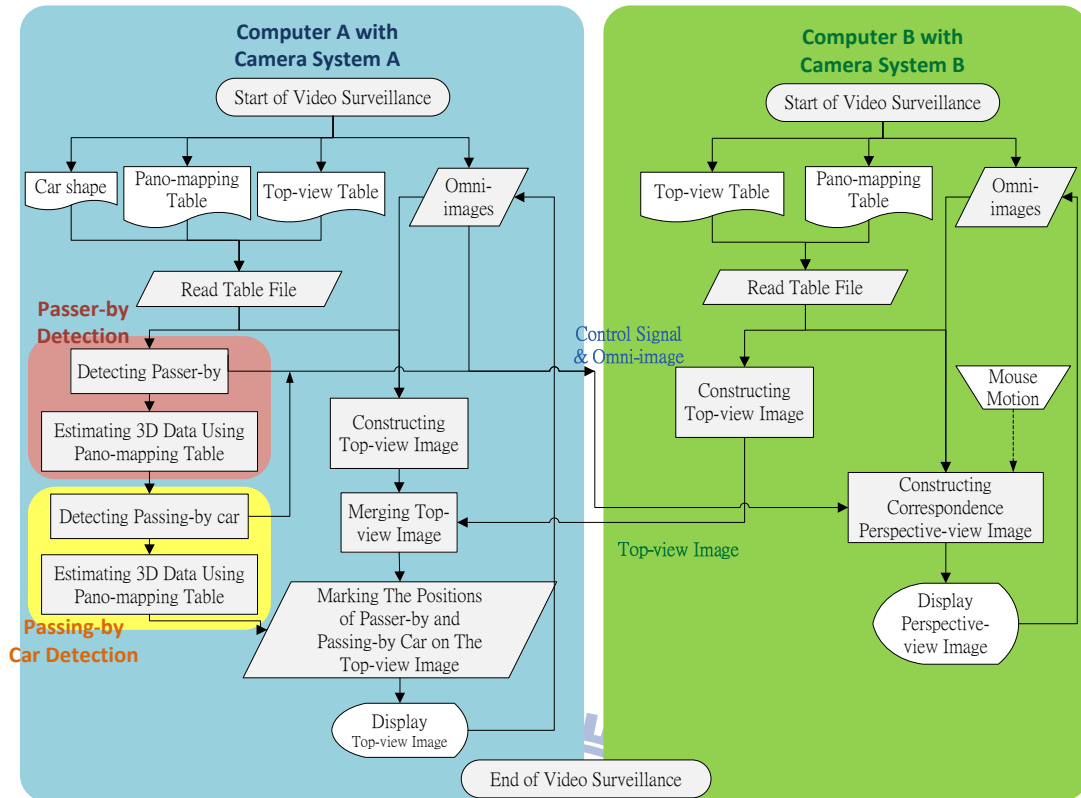 Computer A with
Camera System A
Start of Video Surveillance
Car shape
Pano-mapping
Table
Top-view Table
Omni-
images
Read Table File
Passer-by
Detection
Detecting Passer-by
Estimating 3D Data Using
Pano-mapping Table
Detecting Passing-by car
Estimating 3D Data Using
Pano-mapping Table
Passing-by
Car Detection
Constructing
Top-view Image
Merging Top-
view Image
Marking The Positions
of Passer-by and
Passing-by Car on The
Top-view Image
Display
Top-view Image
Control Signal
& Omni-image
Top-view Image
Computer B with
Camera System B
Start of Video Surveillance
Top-view Table
Pano-mapping
Table
Omni-
images
Read Table File
Constructing
Top-view Image
Mouse
Motion
Constructing
Correspondence
Perspective-view Image
Display
Perspective-
view Image
End of Video Surveillance